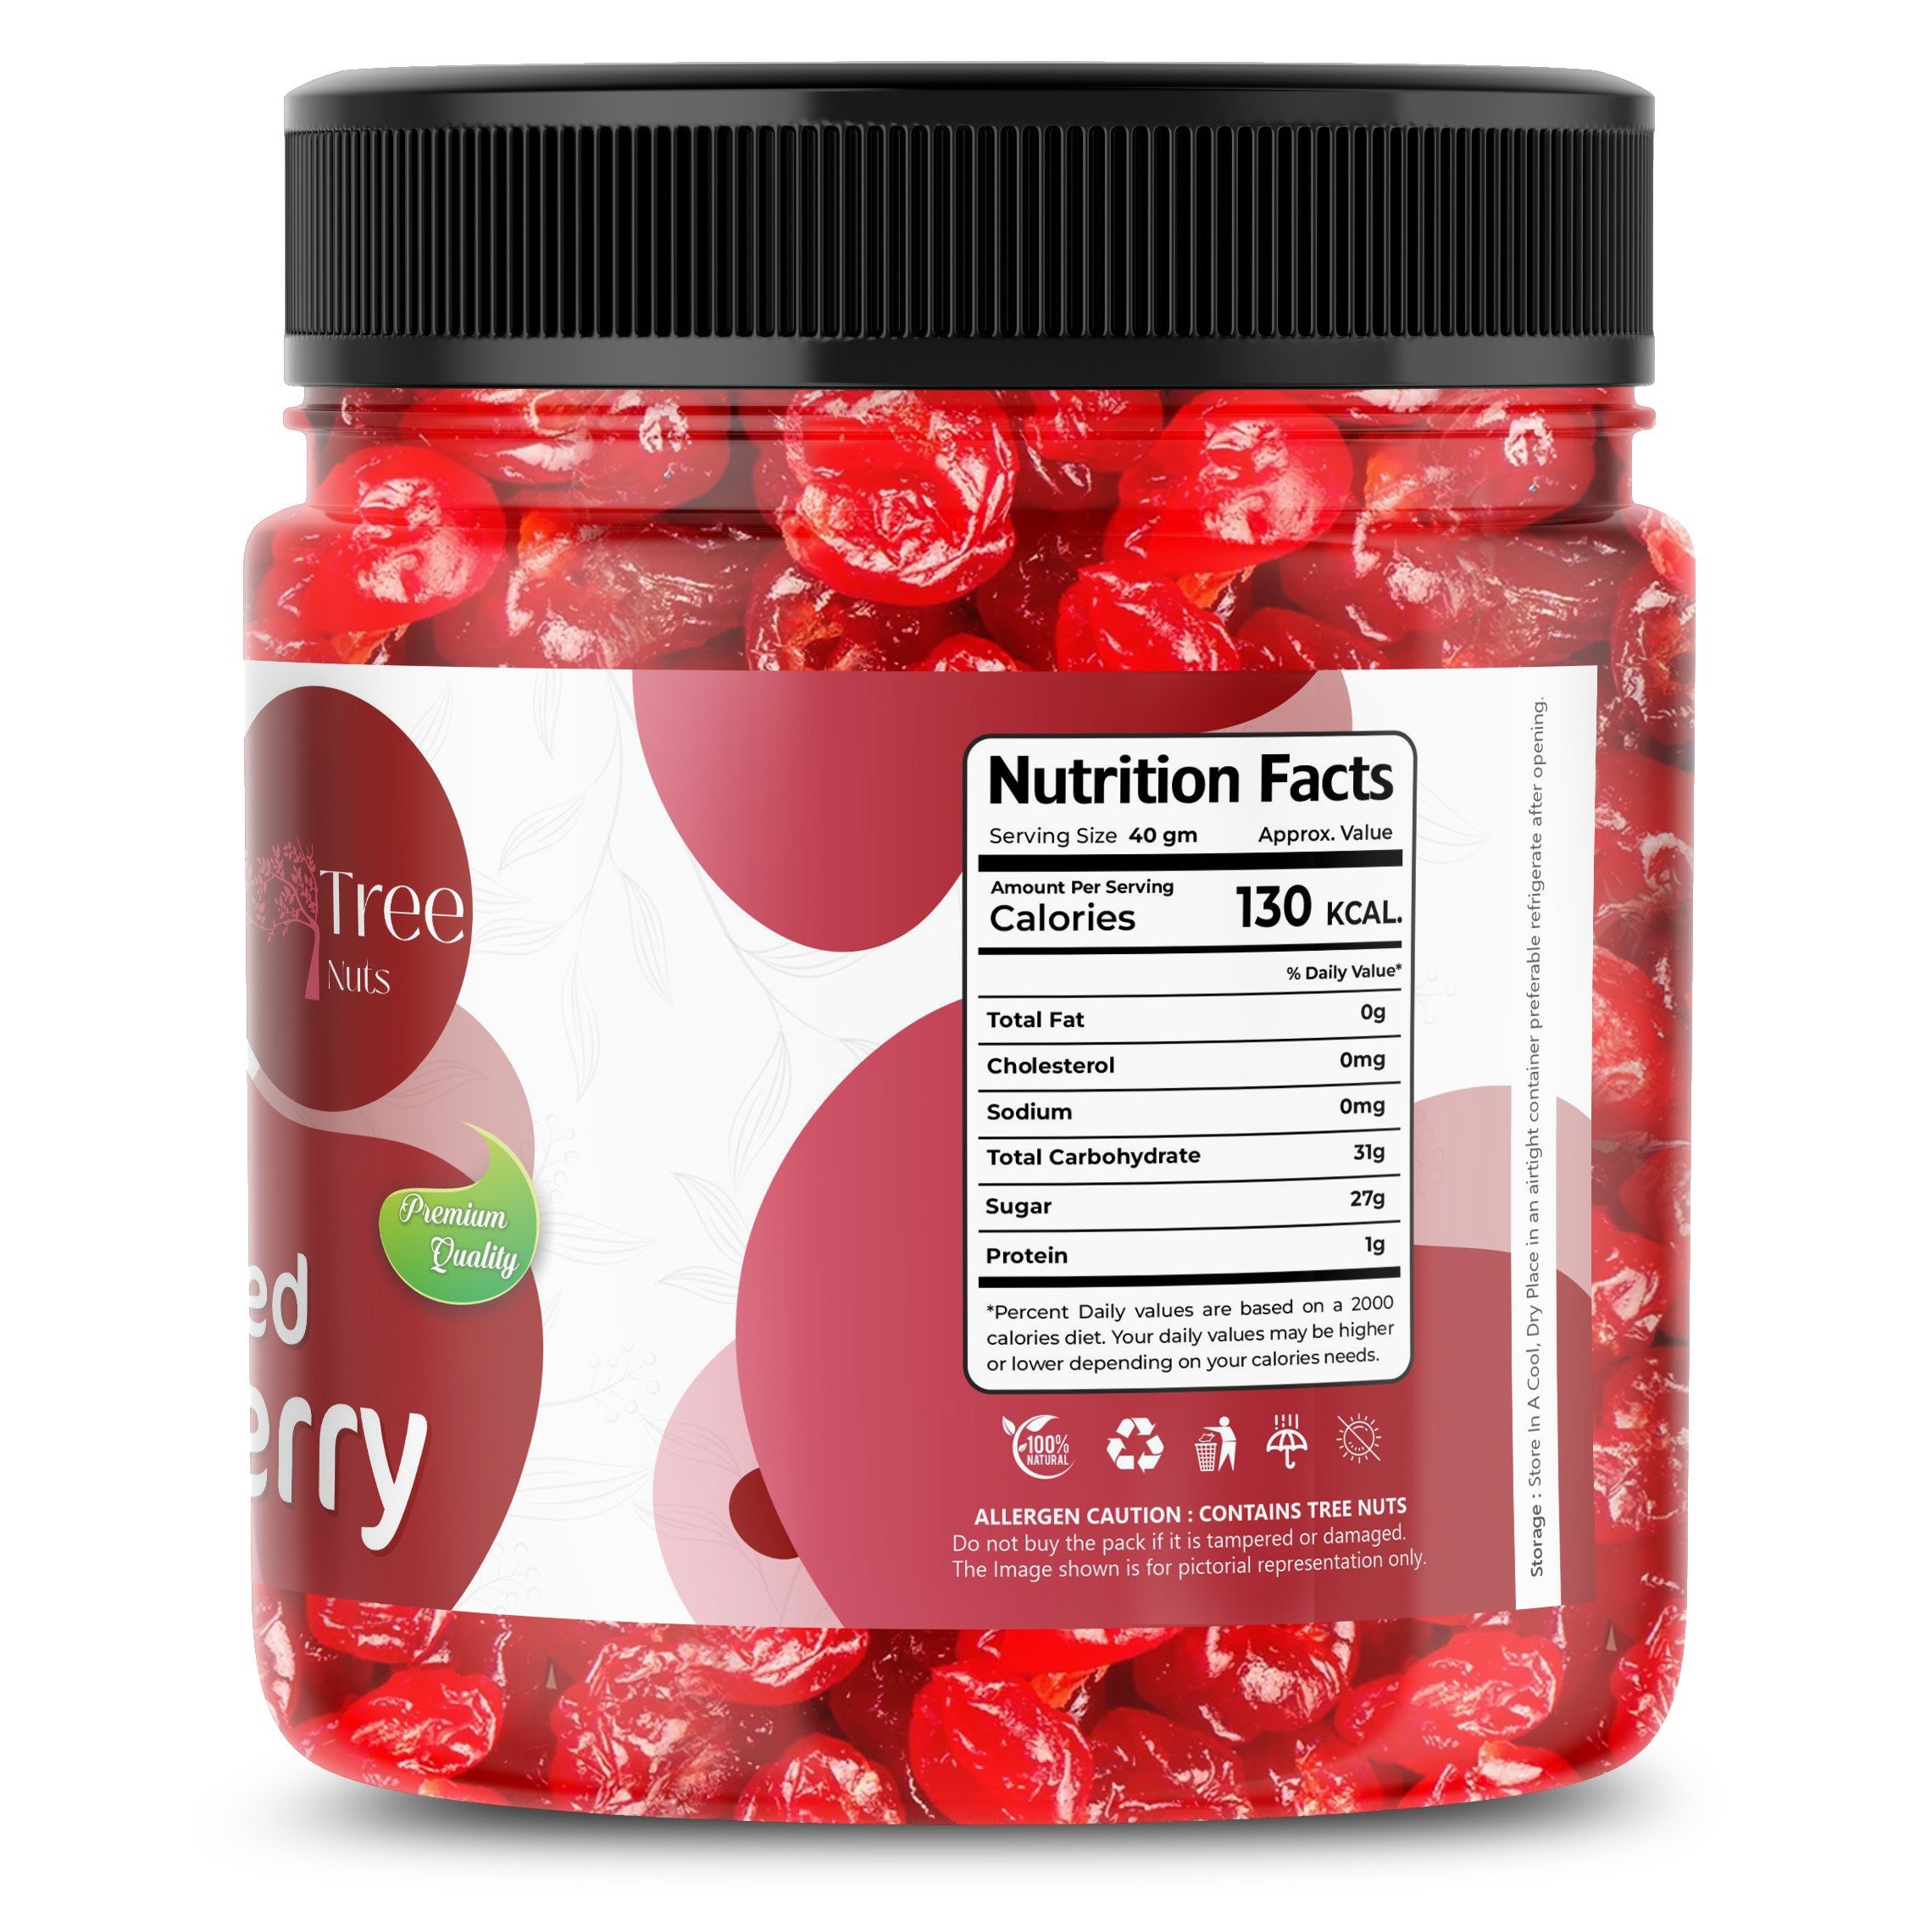 Tree
Nuts
Premium
Quality
ed
erry
Nutrition Facts
Serving Size 40 gm Approx. Value
Amount Per Serving
Calories 130 KCAL.
% Daily Value*
Total Fat 0g
Cholesterol 0mg
Sodium 0mg
Total Carbohydrate 31g
Sugar 27g
Protein 1g
*Percent Daily values are based on a 2000
calories diet. Your daily values may be higher
or lower depending on your calories needs.
100%
NATURAL
ALLERGEN CAUTION : CONTAINS TREE NUTS
Do not buy the pack if it is tampered or damaged.
The Image shown is for pictorial representation only.
Storage : Store In A Cool, Dry Place in an airtight container preferable refrigerate after opening.